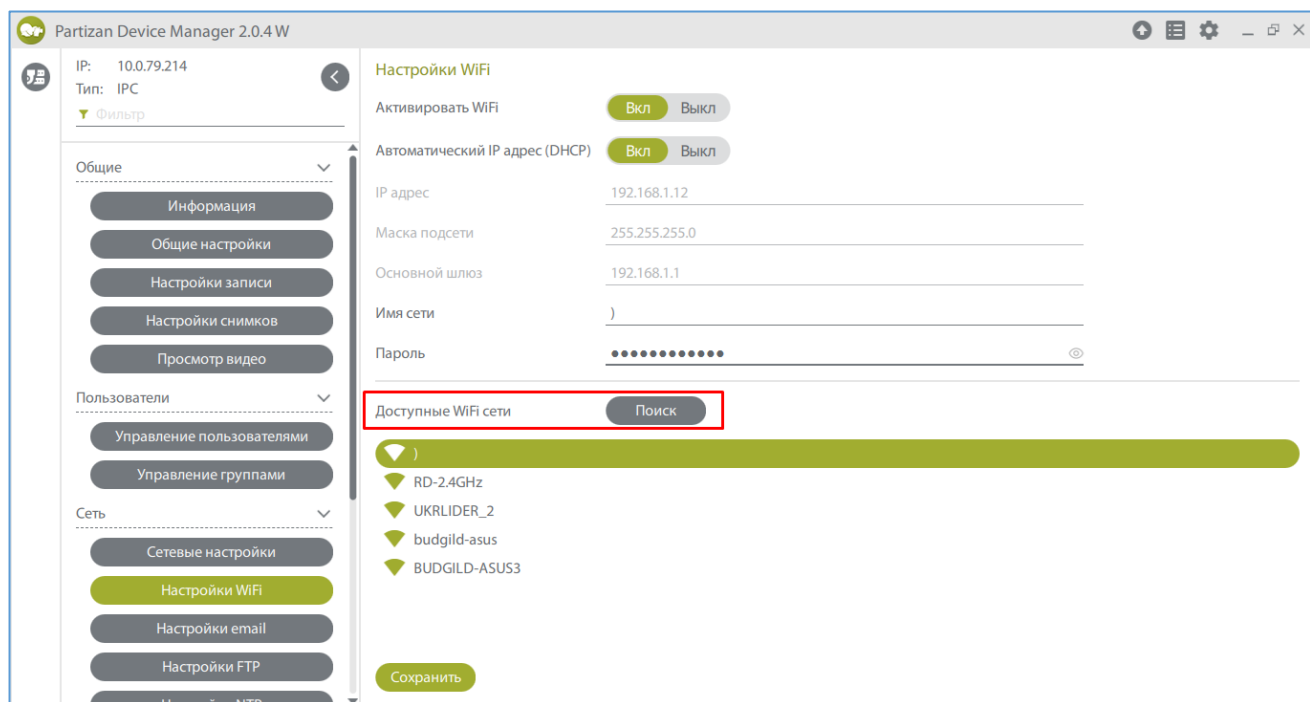 Partizan Device Manager 2.0.4 W
IP: 10.0.79.214
Тип: IPC
Фильтр
Общие
Информация
Общие настройки
Настройки записи
Настройки снимков
Просмотр видео
Пользователи
Управление пользователями
Управление группами
Сеть
Сетевые настройки
Настройки WiFi
Настройки email
Настройки FTP
Настройки WiFi
Активировать WiFi Вкл Выкл
Автоматический IP адрес (DHCP) Вкл Выкл
IP адрес 192.168.1.12
Маска подсети 255.255.255.0
Основной шлюз 192.168.1.1
Имя сети )
Пароль ••••••••••••
Доступные WiFi сети Поиск
)
RD-2.4GHz
UKRLIDER_2
budgild-asus
BUDGILD-ASUS3
Сохранить